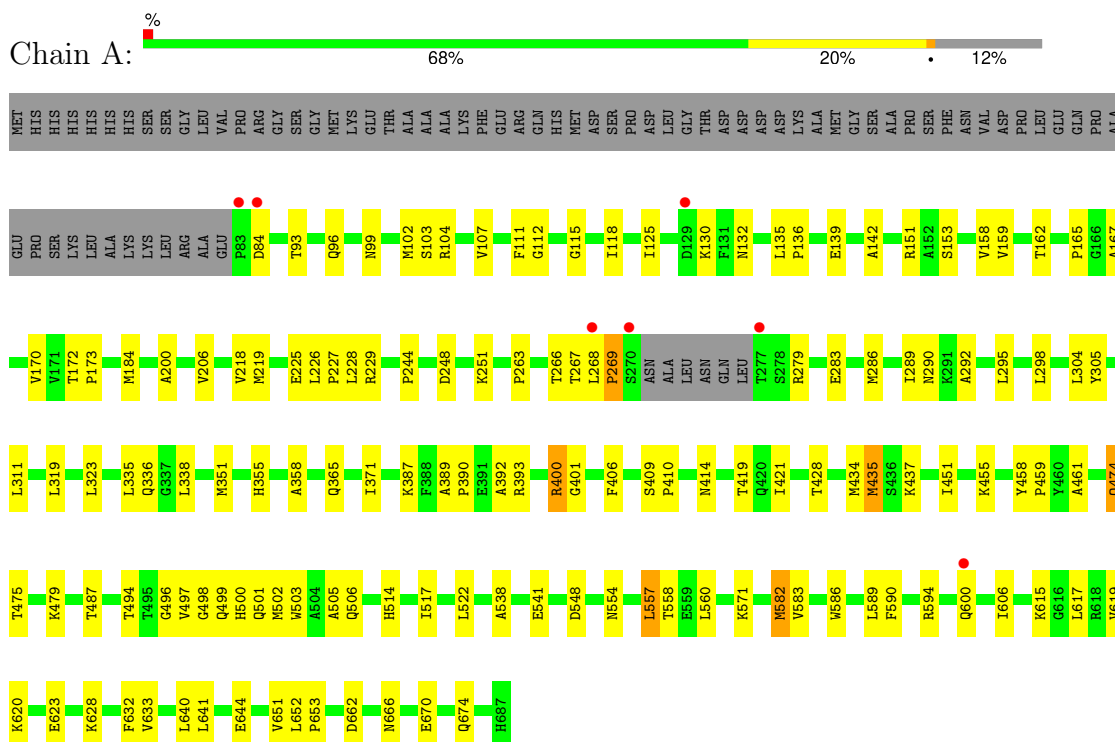 %
Chain A:
68% 20% • 12%
MET HIS HIS HIS HIS HIS HIS SER SER GLY LEU VAL PRO ARG GLY SER GLY MET LYS GLU THR ALA ALA ALA LYS PHE GLU ARG GLN HIS MET ASP SER PRO ASP LEU GLY THR ASP ASP ASP ASP LYS ALA MET GLY SER ALA PRO SER PHE ASN VAL ASP PRO LEU GLU GLN PRO ALA
GLU PRO SER LYS LEU ALA LYS LYS LEU ARG ALA GLU P83 D84 T93 Q96 N99 M102 S103 R104 V107 F111 G112 G115 I118 I125 D129 K130 F131 N132 L135 P136 E139 A142 R151 A152 S153 V158 V159 T162 P165 G166 A167
V170 V171 T172 P173 M184 A200 V206 V218 M219 E225 L226 P227 L228 R229 P244 D248 K251 P263 T266 T267 L268 P269 S270 ASN ALA LEU ASN GLN LEU T277 S278 R279 E283 M286 I289 N290 K291 A292 L295 L298 L304 Y305
L311 L319 L323 L335 Q336 G337 L338 M351 H355 A358 Q365 I371 K387 F388 A389 P390 E391 A392 R393 R400 G401 F406 S409 P410 N414 T419 Q420 I421 T428 M434 M435 S436 K437 I451 K455 Y458 P459 Y460 A461 R474
T475 K479 T487 T494 T495 G496 V497 G498 Q499 H500 Q501 M502 W503 A504 A505 Q506 H514 I517 L522 A538 E541 D548 N554 L557 T558 E559 L560 K571 M582 V583 W586 L589 F590 R594 Q600 I606 K615 G616 L617 R618 V619
K620 E623 K628 F632 V633 L640 L641 E644 V651 L652 P653 D662 N666 E670 Q674 H687